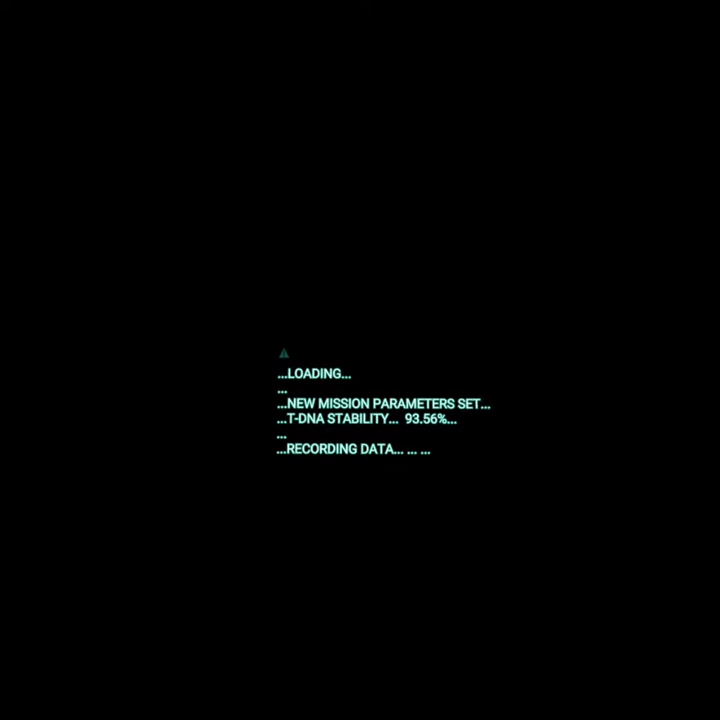 ...LOADING...
...
...NEW MISSION PARAMETERS SET...
...T-DNA STABILITY... 93.56%...
...
...RECORDING DATA... ... ...